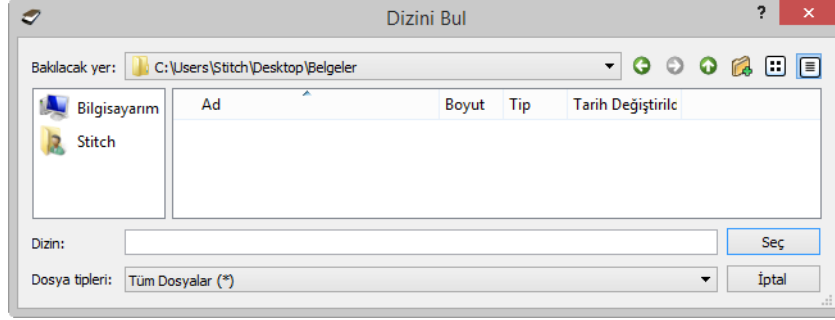 Dizini Bul
?
Bakılacak yer: C:\Users\Stitch\Desktop\Belgeler
Bilgisayarım
Stitch
Ad Boyut Tip Tarih Değiştirilc
Dizin: Seç
Dosya tipleri: Tüm Dosyalar (*) İptal